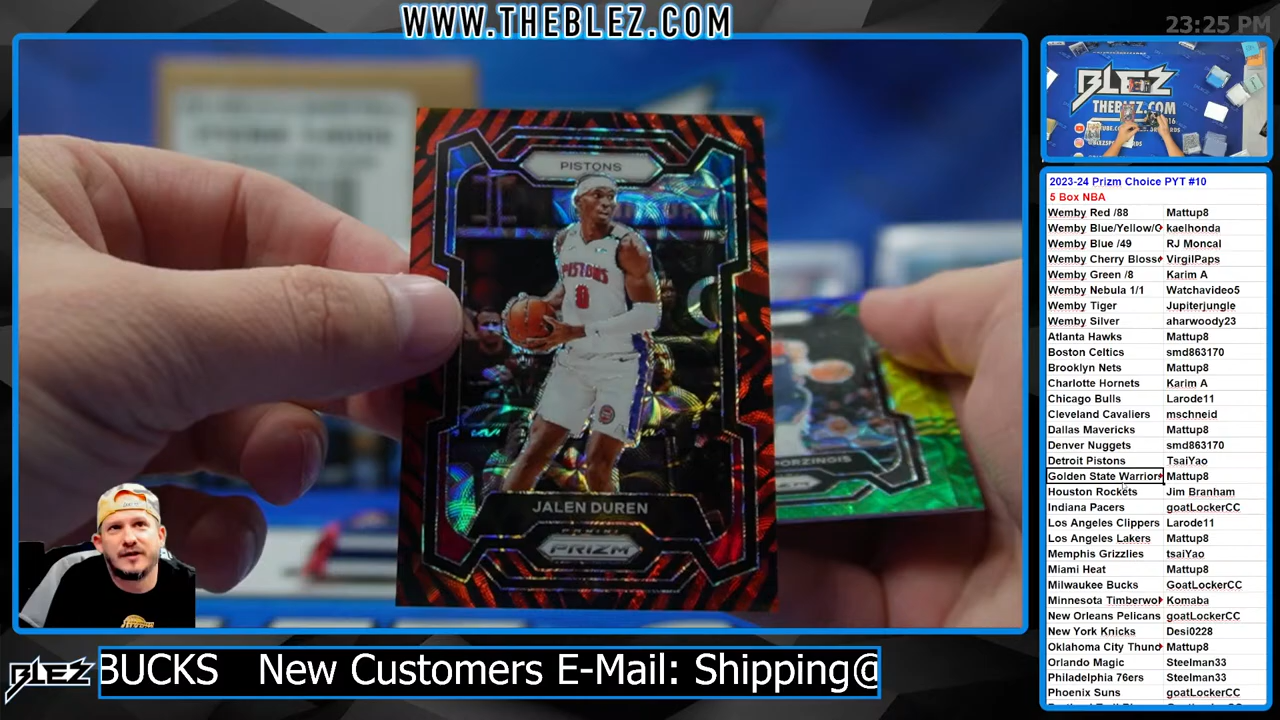 WWW.THEBLEZ.COM
23:25 PM
PISTONS
PISTONS
0
JALEN DUREN
PANINI
PRIZM
PORZINGIS
BLEZ
THEBLEZ.COM
2023-24 Prizm Choice PYT #10
5 Box NBA
Wemby Red /88 Mattup8
Wemby Blue/Yellow/G kaelhonda
Wemby Blue /49 RJ Moncal
Wemby Cherry Blosso VirgilPaps
Wemby Green /8 Karim A
Wemby Nebula 1/1 Watchavideo5
Wemby Tiger Jupiterjungle
Wemby Silver aharwoody23
Atlanta Hawks Mattup8
Boston Celtics smd863170
Brooklyn Nets Mattup8
Charlotte Hornets Karim A
Chicago Bulls Larode11
Cleveland Cavaliers mschneid
Dallas Mavericks Mattup8
Denver Nuggets smd863170
Detroit Pistons TsaiYao
Golden State Warriors Mattup8
Houston Rockets Jim Branham
Indiana Pacers goatLockerCC
Los Angeles Clippers Larode11
Los Angeles Lakers Mattup8
Memphis Grizzlies tsaiYao
Miami Heat Mattup8
Milwaukee Bucks GoatLockerCC
Minnesota Timberwol Komaba
New Orleans Pelicans goatLockerCC
New York Knicks Desi0228
Oklahoma City Thund Mattup8
Orlando Magic Steelman33
Philadelphia 76ers Steelman33
Phoenix Suns goatLockerCC
BLEZ
BUCKS New Customers E-Mail: Shipping@